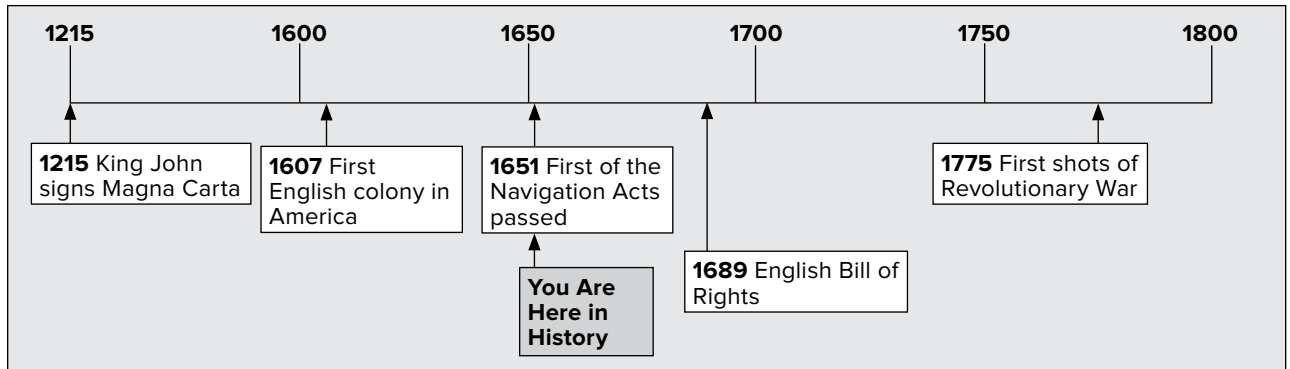 1215 1600 1650 1700 1750 1800
1215 King John
signs Magna Carta
1607 First
English colony in
America
1651 First of the
Navigation Acts
passed
You Are
Here in
History
1689 English Bill of
Rights
1775 First shots of
Revolutionary War